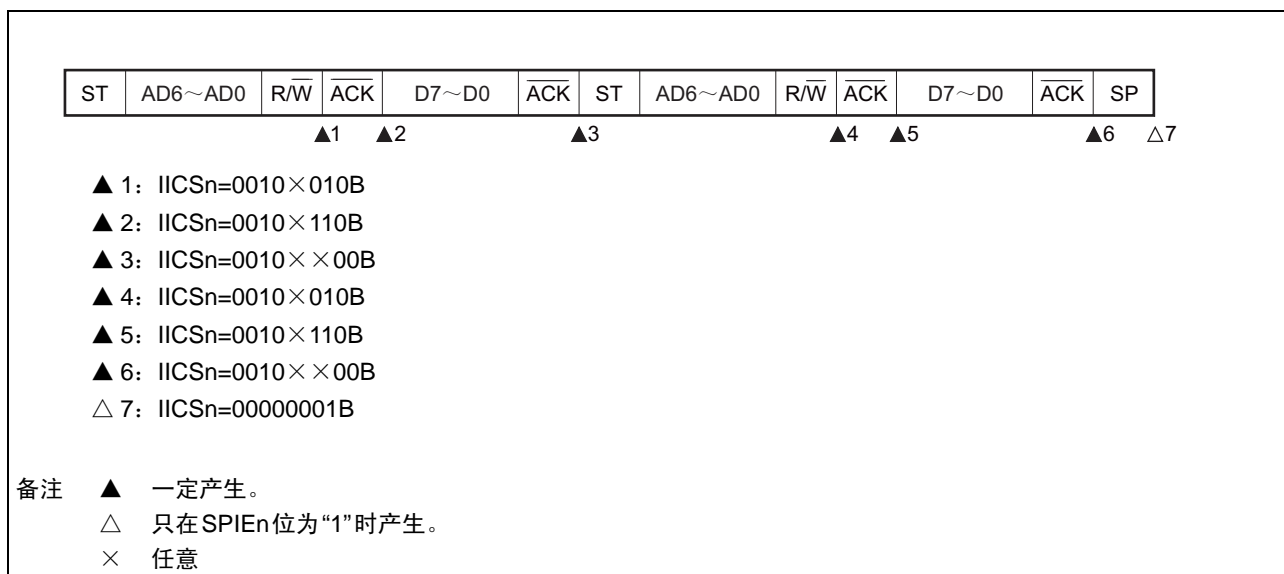 ST AD6～AD0 R/W ACK D7～D0 ACK ST AD6～AD0 R/W ACK D7～D0 ACK SP
▲1 ▲2 ▲3 ▲4 ▲5 ▲6 △7
▲ 1：IICSn=0010×010B
▲ 2：IICSn=0010×110B
▲ 3：IICSn=0010××00B
▲ 4：IICSn=0010×010B
▲ 5：IICSn=0010×110B
▲ 6：IICSn=0010××00B
△ 7：IICSn=00000001B
备注 ▲ 一定产生。
△ 只在SPIEn位为“1”时产生。
× 任意